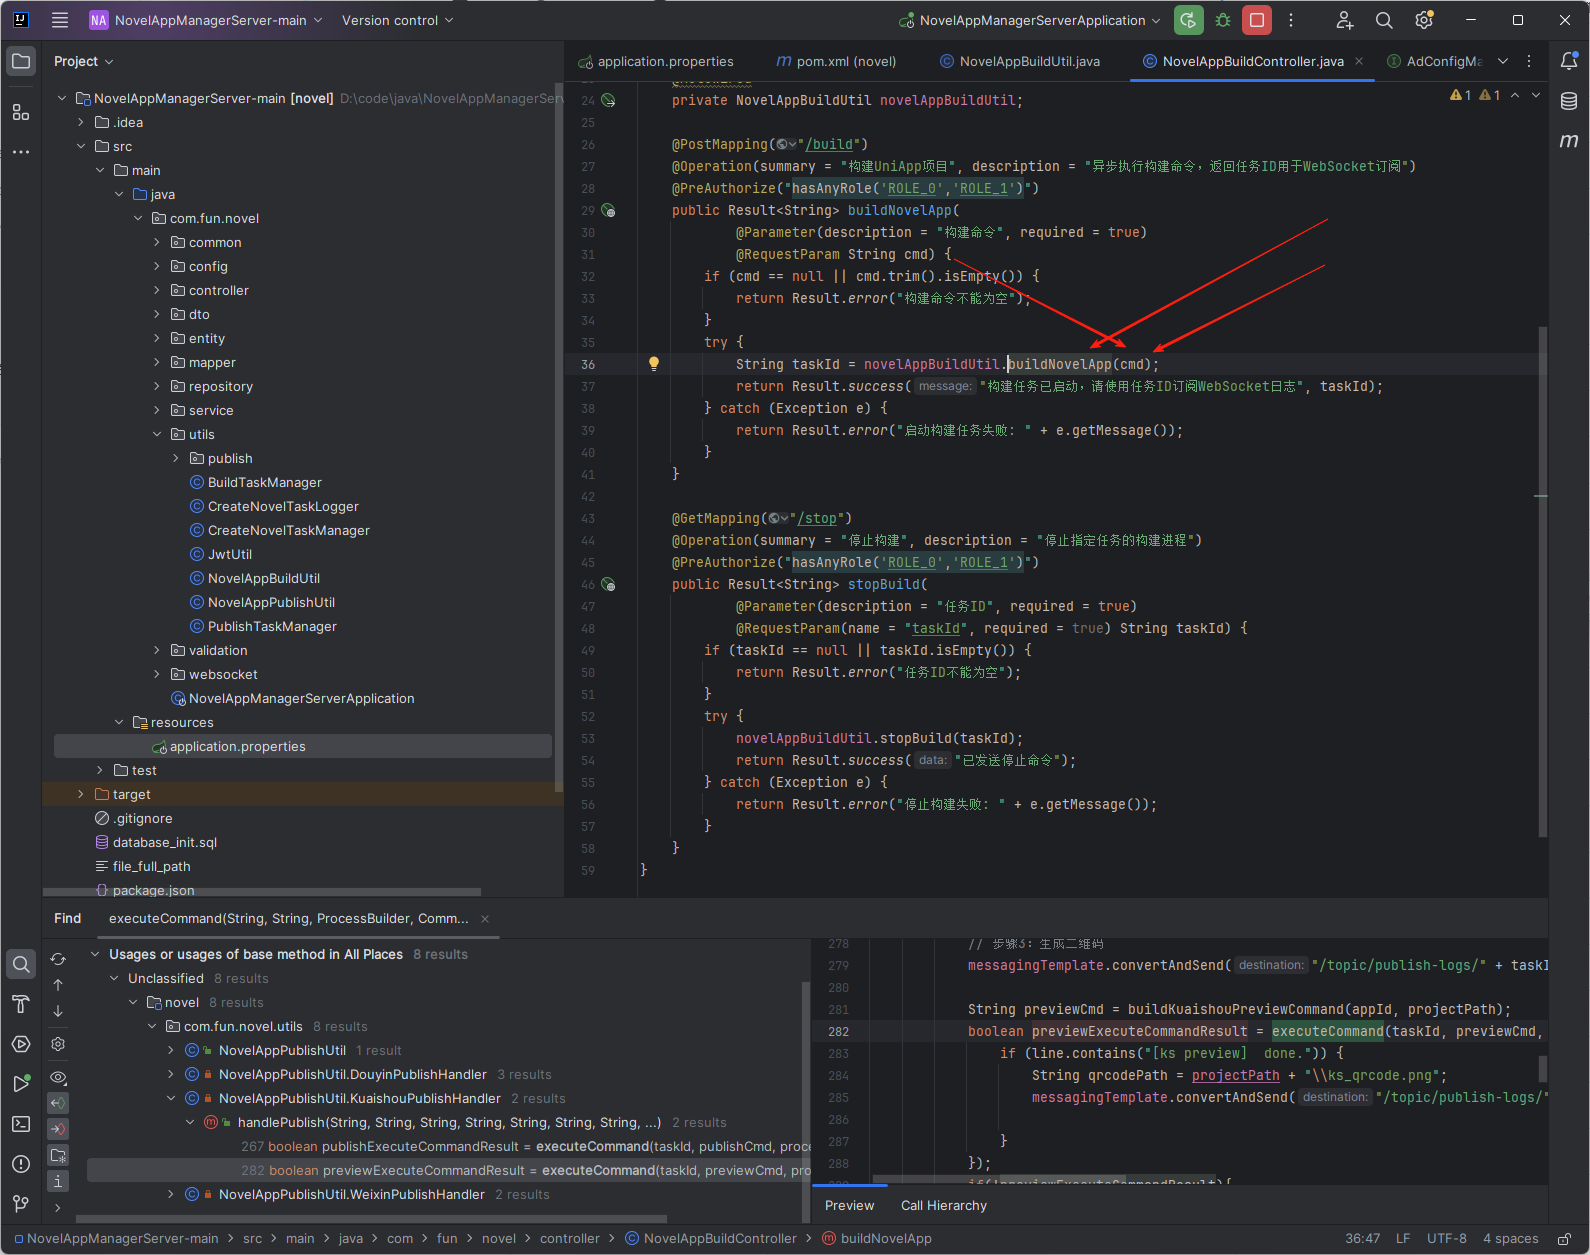 NA NovelAppManagerServer-main Version control NovelAppManagerServerApplication
Project
application.properties pom.xml (novel) NovelAppBuildUtil.java NovelAppBuildController.java AdConfigMa
NovelAppManagerServer-main [novel] D:\code\java\NovelAppManagerSer
.idea
src
main
java
com.fun.novel
common
config
controller
dto
entity
mapper
repository
service
utils
publish
BuildTaskManager
CreateNovelTaskLogger
CreateNovelTaskManager
JwtUtil
NovelAppBuildUtil
NovelAppPublishUtil
PublishTaskManager
validation
websocket
NovelAppManagerServerApplication
resources
application.properties
test
target
.gitignore
database_init.sql
file_full_path
package.json
1 1
24 private NovelAppBuildUtil novelAppBuildUtil;
25
26 @PostMapping("/build")
27 @Operation(summary = "构建UniApp项目", description = "异步执行构建命令，返回任务ID用于WebSocket订阅")
28 @PreAuthorize("hasAnyRole('ROLE_0','ROLE_1')")
29 public Result<String> buildNovelApp(
30 @Parameter(description = "构建命令", required = true)
31 @RequestParam String cmd) {
32 if (cmd == null || cmd.trim().isEmpty()) {
33 return Result.error("构建命令不能为空");
34 }
35 try {
36 String taskId = novelAppBuildUtil.buildNovelApp(cmd);
37 return Result.success( message: "构建任务已启动，请使用任务ID订阅WebSocket日志", taskId);
38 } catch (Exception e) {
39 return Result.error("启动构建任务失败: " + e.getMessage());
40 }
41 }
42
43 @GetMapping("/stop")
44 @Operation(summary = "停止构建", description = "停止指定任务的构建进程")
45 @PreAuthorize("hasAnyRole('ROLE_0','ROLE_1')")
46 public Result<String> stopBuild(
47 @Parameter(description = "任务ID", required = true)
48 @RequestParam(name = "taskId", required = true) String taskId) {
49 if (taskId == null || taskId.isEmpty()) {
50 return Result.error("任务ID不能为空");
51 }
52 try {
53 novelAppBuildUtil.stopBuild(taskId);
54 return Result.success( data: "已发送停止命令");
55 } catch (Exception e) {
56 return Result.error("停止构建失败: " + e.getMessage());
57 }
58 }
59 }
Find executeCommand(String, String, ProcessBuilder, Comm...
Usages or usages of base method in All Places 8 results
Unclassified 8 results
novel 8 results
com.fun.novel.utils 8 results
NovelAppPublishUtil 1 result
NovelAppPublishUtil.DouyinPublishHandler 3 results
NovelAppPublishUtil.KuaishouPublishHandler 2 results
handlePublish(String, String, String, String, String, String, String, ...) 2 results
267 boolean publishExecuteCommandResult = executeCommand(taskId, publishCmd, proce
282 boolean previewExecuteCommandResult = executeCommand(taskId, previewCmd, pro
NovelAppPublishUtil.WeixinPublishHandler 2 results
278 // 步骤3：生成二维码
279 messagingTemplate.convertAndSend( destination: "/topic/publish-logs/" + taskI
280
281 String previewCmd = buildKuaishouPreviewCommand(appId, projectPath);
282 boolean previewExecuteCommandResult = executeCommand(taskId, previewCmd,
283 if (line.contains("[ks preview] done.")) {
284 String qrcodePath = projectPath + "\\ks_qrcode.png";
285 messagingTemplate.convertAndSend( destination: "/topic/publish-logs/"
286
287 }
288 });
Preview Call Hierarchy
NovelAppManagerServer-main > src > main > java > com > fun > novel > controller > NovelAppBuildController > buildNovelApp 36:47 LF UTF-8 4 spaces